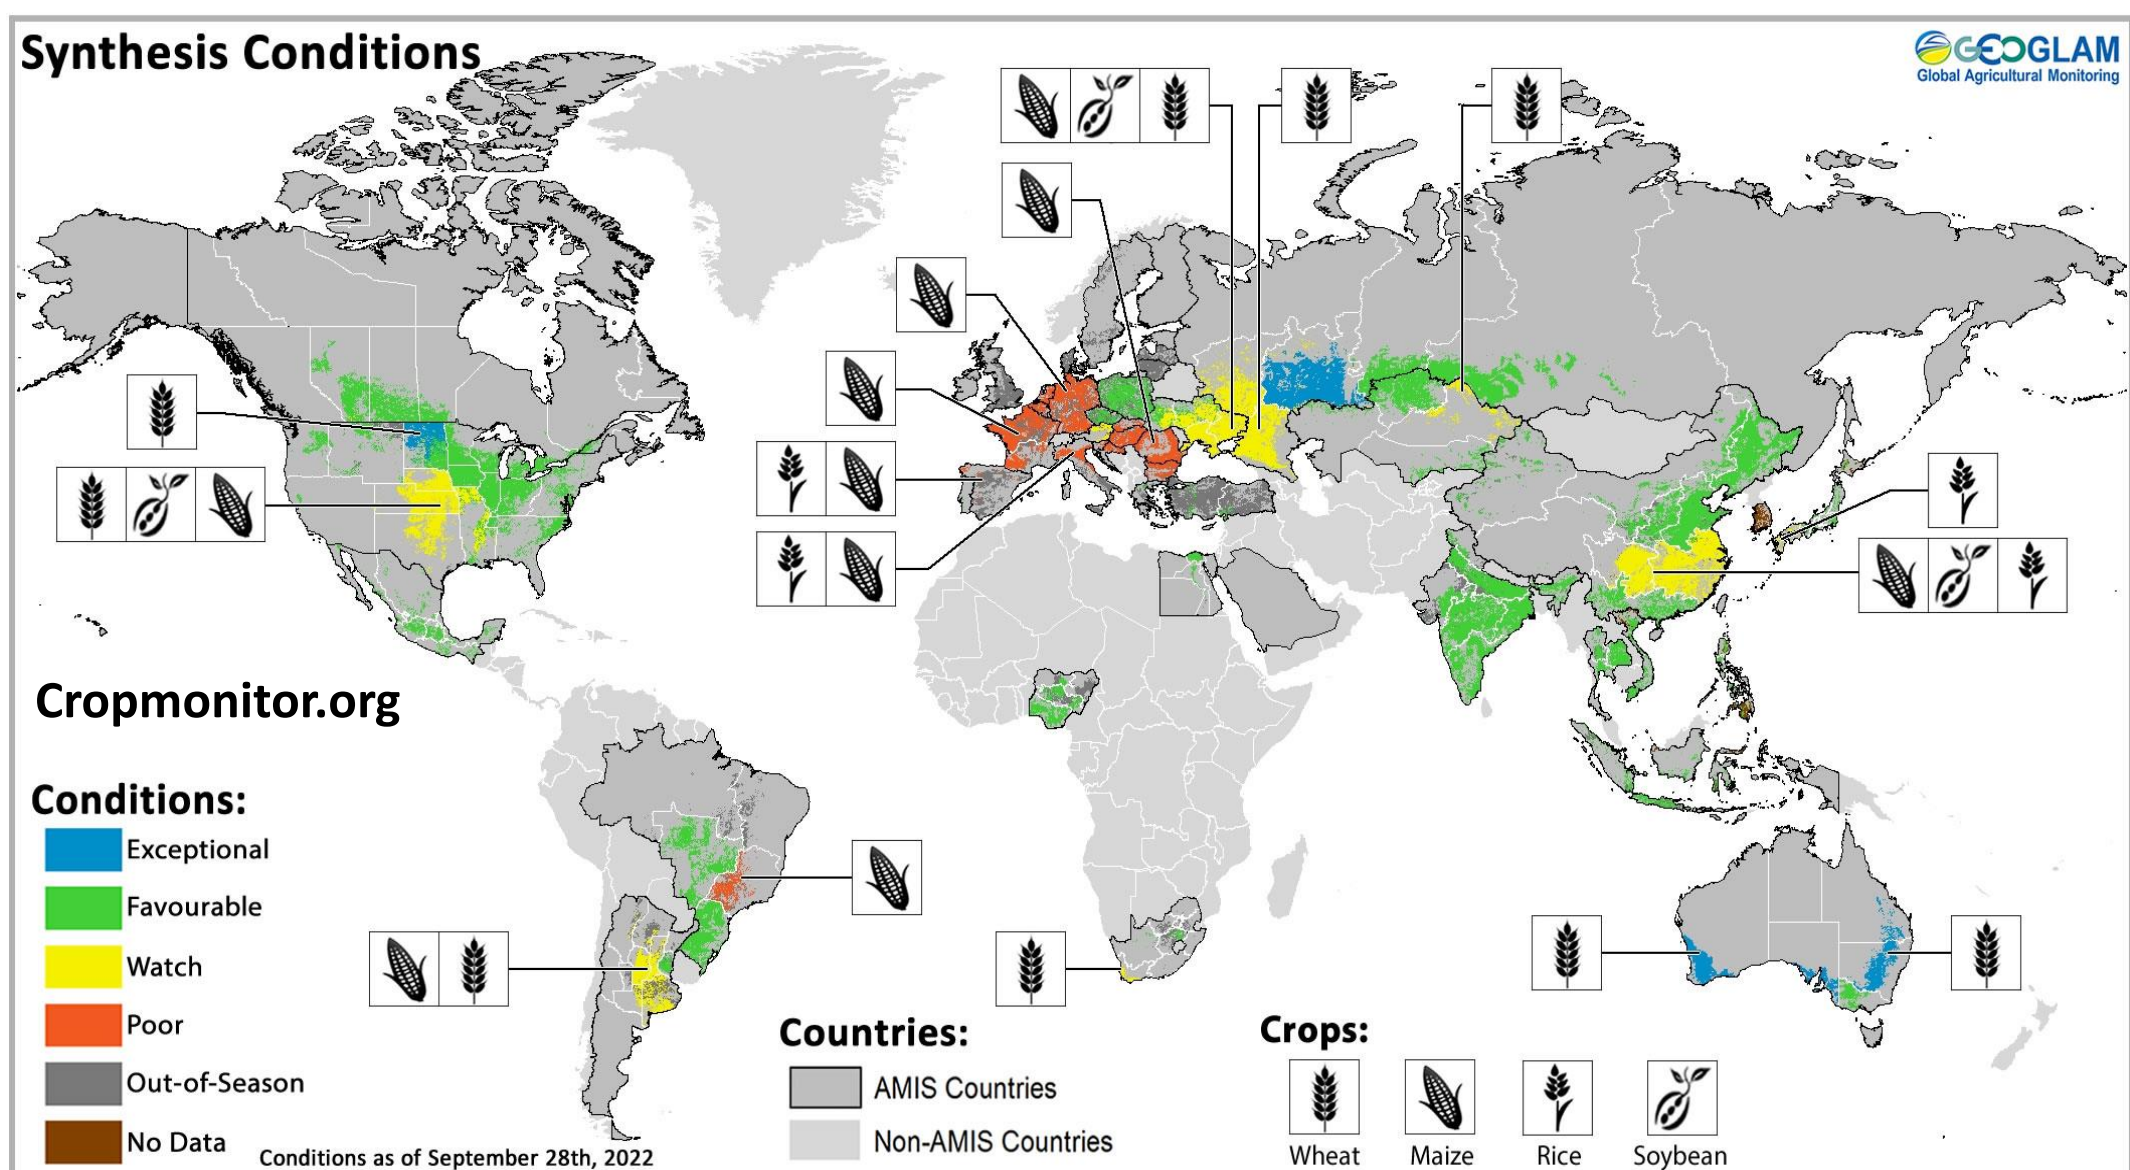 Synthesis Conditions
GEOGLAM
Global Agricultural Monitoring
Cropmonitor.org
Conditions:
Exceptional
Favourable
Watch
Poor
Out-of-Season
No Data
Conditions as of September 28th, 2022
Countries:
AMIS Countries
Non-AMIS Countries
Crops:
Wheat
Maize
Rice
Soybean